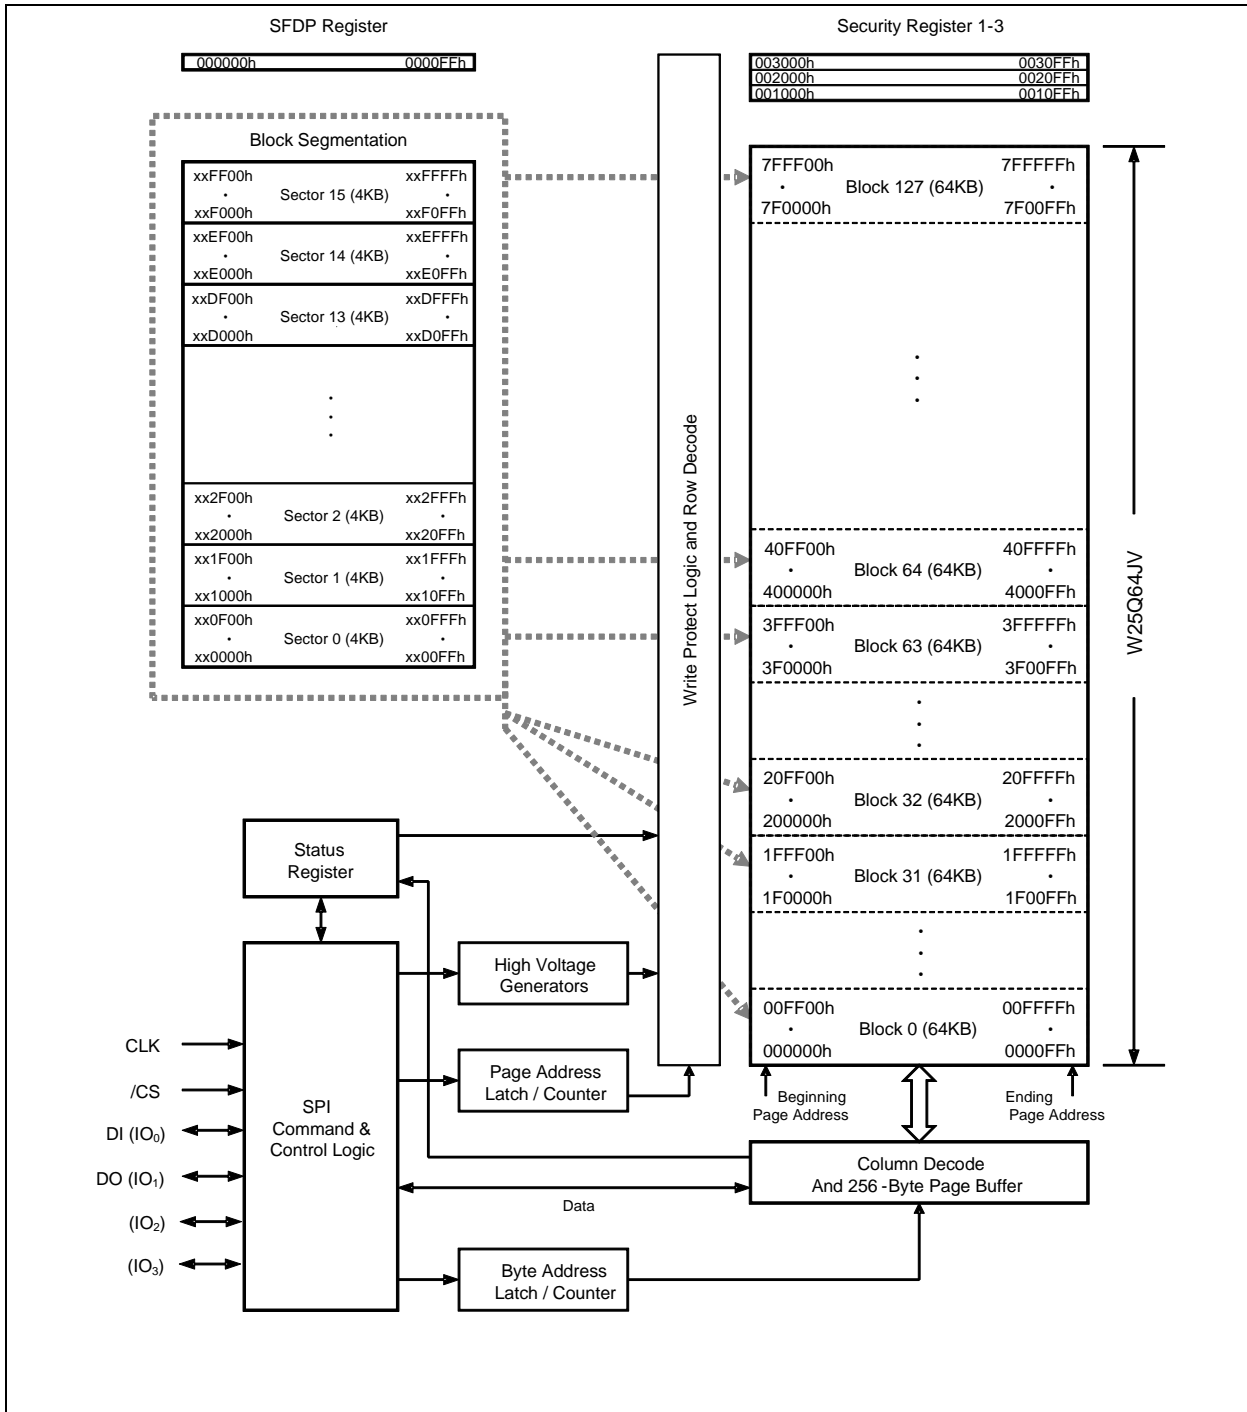 SFDP Register
000000h 0000FFh
Security Register 1-3
003000h 0030FFh
002000h 0020FFh
001000h 0010FFh
Block Segmentation
xxFF00h xxFFFFh
Sector 15 (4KB)
xxF000h xxF0FFh
xxEF00h xxEFFFh
Sector 14 (4KB)
xxE000h xxE0FFh
xxDF00h xxDFFFh
Sector 13 (4KB)
xxD000h xxD0FFh
xx2F00h xx2FFFh
Sector 2 (4KB)
xx2000h xx20FFh
xx1F00h xx1FFFh
Sector 1 (4KB)
xx1000h xx10FFh
xx0F00h xx0FFFh
Sector 0 (4KB)
xx0000h xx00FFh
Write Protect Logic and Row Decode
7FFF00h 7FFFFFh
Block 127 (64KB)
7F0000h 7F00FFh
40FF00h 40FFFFh
Block 64 (64KB)
400000h 4000FFh
3FFF00h 3FFFFFh
Block 63 (64KB)
3F0000h 3F00FFh
20FF00h 20FFFFh
Block 32 (64KB)
200000h 2000FFh
1FFF00h 1FFFFFh
Block 31 (64KB)
1F0000h 1F00FFh
00FF00h 00FFFFh
Block 0 (64KB)
000000h 0000FFh
W25Q64JV
Beginning
Page Address
Ending
Page Address
Status
Register
High Voltage
Generators
Page Address
Latch / Counter
SPI
Command &
Control Logic
CLK
/CS
DI (IO₀)
DO (IO₁)
(IO₂)
(IO₃)
Column Decode
And 256 -Byte Page Buffer
Data
Byte Address
Latch / Counter